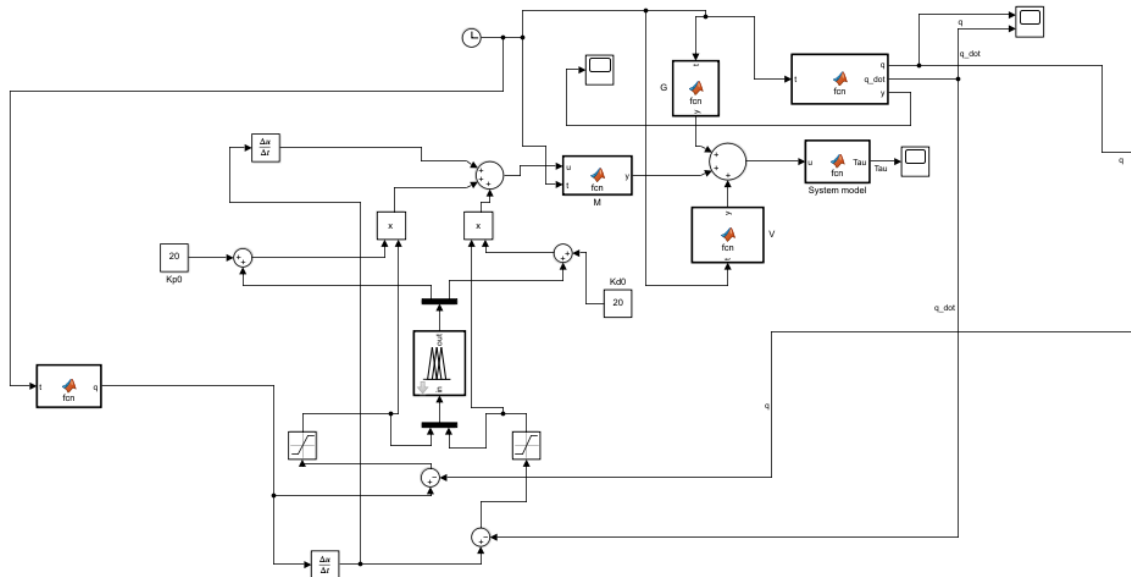 q
q_dot
t
q
fcn
q_dot
y
G
t
fcn
y
Δu
Δt
+
+
+
u
t
fcn
y
M
+
+
+
u
fcn
Tau
Tau
System model
x
x
y
fcn
t
V
20
Kp0
+
+
+
+
Kd0
20
q
q_dot
out
in
t
fcn
q
q
+
−
+
−
Δu
Δt